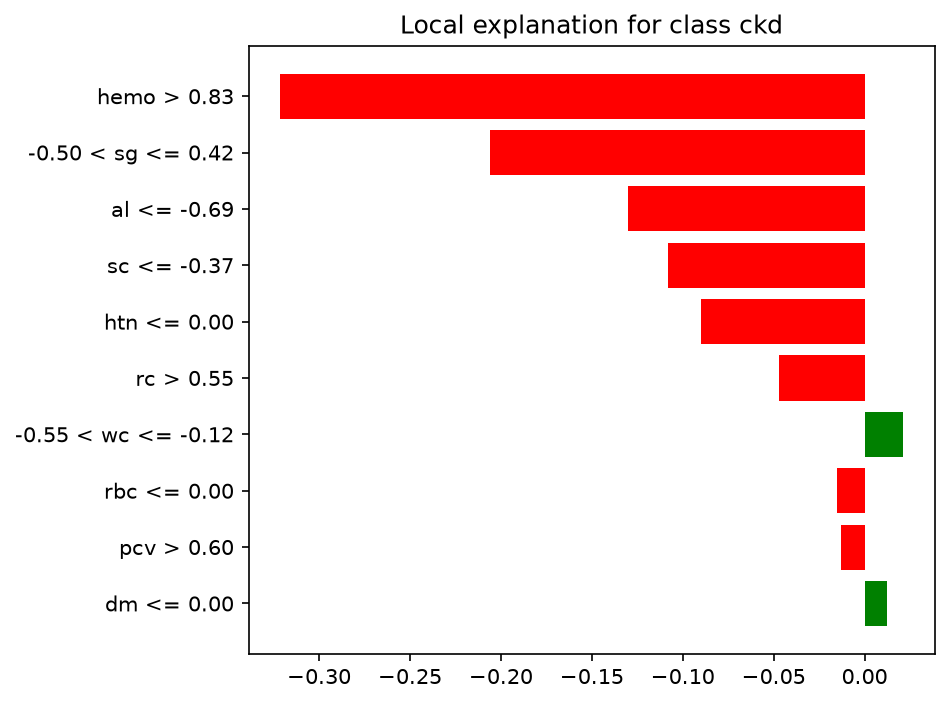 Local explanation for class ckd
hemo > 0.83
-0.50 < sg <= 0.42
al <= -0.69
sc <= -0.37
htn <= 0.00
rc > 0.55
-0.55 < wc <= -0.12
rbc <= 0.00
pcv > 0.60
dm <= 0.00
−0.30 −0.25 −0.20 −0.15 −0.10 −0.05 0.00